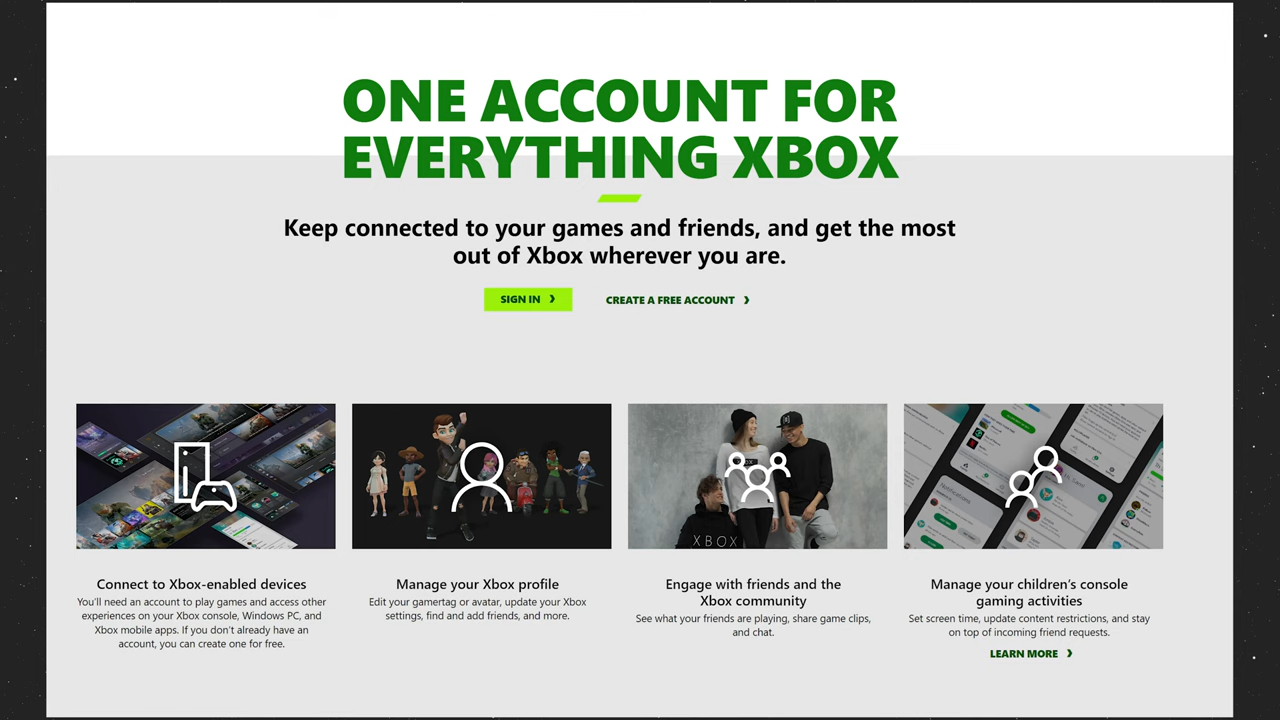 ONE ACCOUNT FOR
EVERYTHING XBOX
Keep connected to your games and friends, and get the most
out of Xbox wherever you are.
SIGN IN ❯
CREATE A FREE ACCOUNT ❯
XBOX
Notifications
Connect to Xbox-enabled devices
You'll need an account to play games and access other
experiences on your Xbox console, Windows PC, and
Xbox mobile apps. If you don't already have an
account, you can create one for free.
Manage your Xbox profile
Edit your gamertag or avatar, update your Xbox
settings, find and add friends, and more.
Engage with friends and the
Xbox community
See what your friends are playing, share game clips,
and chat.
Manage your children's console
gaming activities
Set screen time, update content restrictions, and stay
on top of incoming friend requests.
LEARN MORE ❯